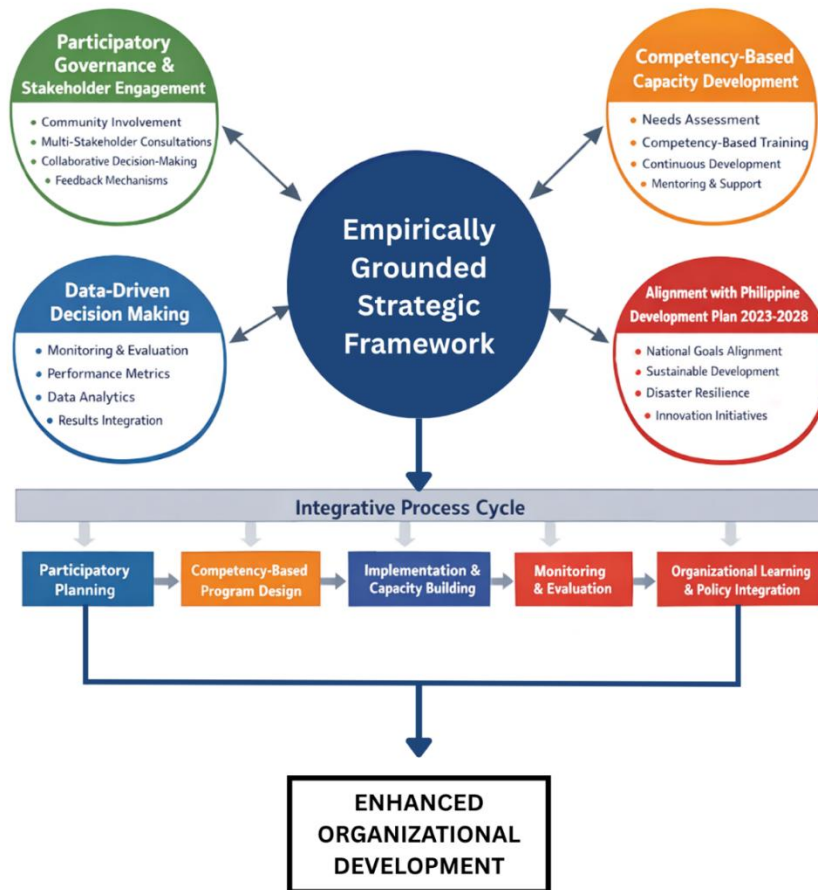 Participatory
Governance &
Stakeholder Engagement
Community Involvement
Multi-Stakeholder Consultations
Collaborative Decision-Making
Feedback Mechanisms
Competency-Based
Capacity Development
Needs Assessment
Competency-Based Training
Continuous Development
Mentoring & Support
Empirically
Grounded
Strategic
Framework
Data-Driven
Decision Making
Monitoring & Evaluation
Performance Metrics
Data Analytics
Results Integration
Alignment with Philippine
Development Plan 2023-2028
National Goals Alignment
Sustainable Development
Disaster Resilience
Innovation Initiatives
Integrative Process Cycle
Participatory
Planning
Competency-Based
Program Design
Implementation &
Capacity Building
Monitoring
& Evaluation
Organizational Learning
& Policy Integration
ENHANCED
ORGANIZATIONAL
DEVELOPMENT